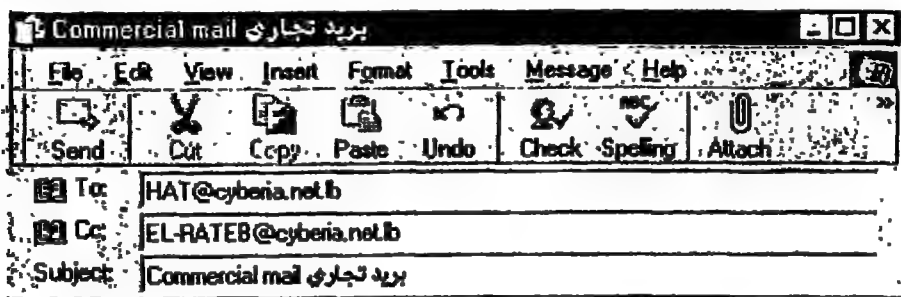 Commercial mail بريد تجاري
File Edit View Insert Format Tools Message Help
Send Cut Copy Paste Undo Check Spelling Attach
To: HAT@cyberia.net.lb
Cc: EL-RATEB@cyberia.net.lb
Subject: Commercial mail بريد تجاري